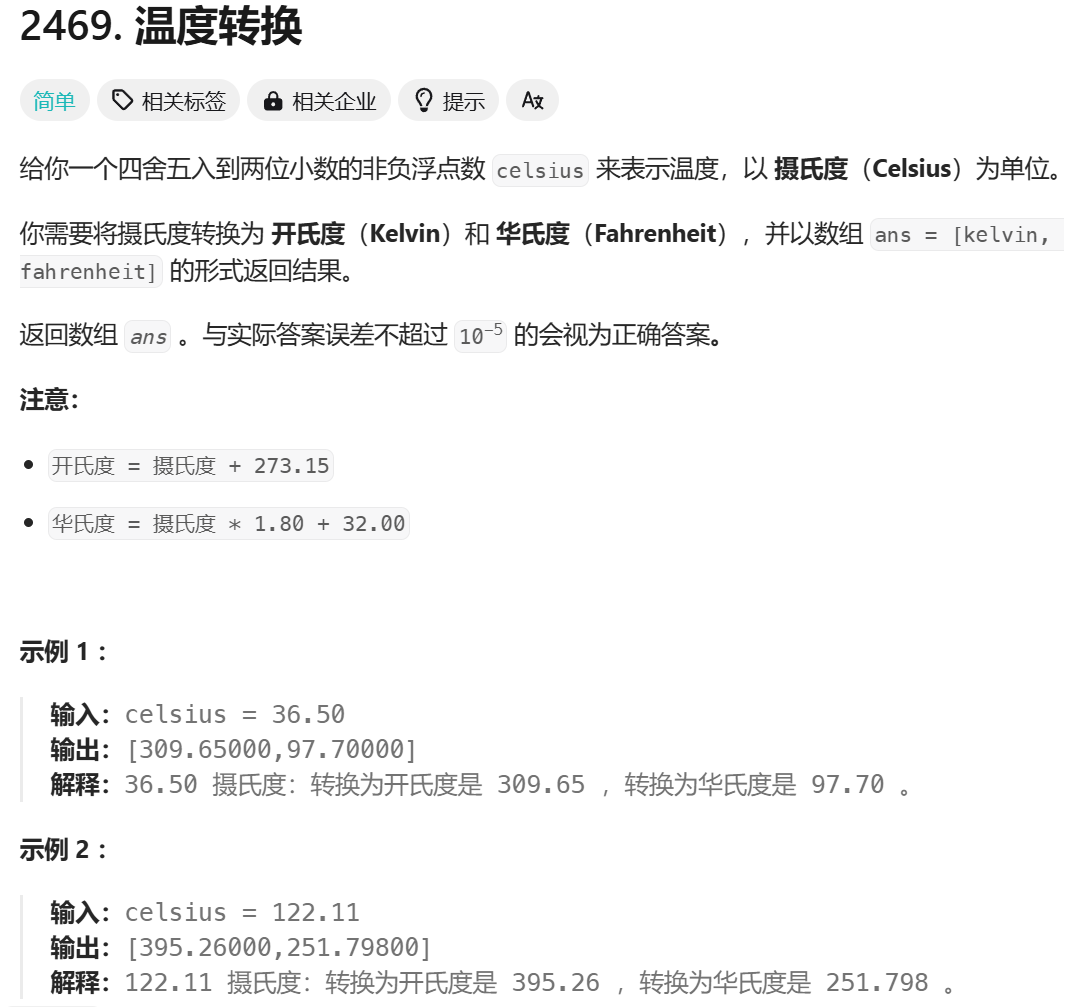 2469. 温度转换
简单 相关标签 相关企业 提示 A文
给你一个四舍五入到两位小数的非负浮点数 celsius 来表示温度，以 摄氏度（Celsius）为单位。
你需要将摄氏度转换为 开氏度（Kelvin）和 华氏度（Fahrenheit），并以数组 ans = [kelvin,
fahrenheit] 的形式返回结果。
返回数组 ans 。与实际答案误差不超过 10⁻⁵ 的会视为正确答案。
注意：
• 开氏度 = 摄氏度 + 273.15
• 华氏度 = 摄氏度 * 1.80 + 32.00
示例 1 ：
输入：celsius = 36.50
输出：[309.65000,97.70000]
解释：36.50 摄氏度：转换为开氏度是 309.65 ，转换为华氏度是 97.70 。
示例 2 ：
输入：celsius = 122.11
输出：[395.26000,251.79800]
解释：122.11 摄氏度：转换为开氏度是 395.26 ，转换为华氏度是 251.798 。